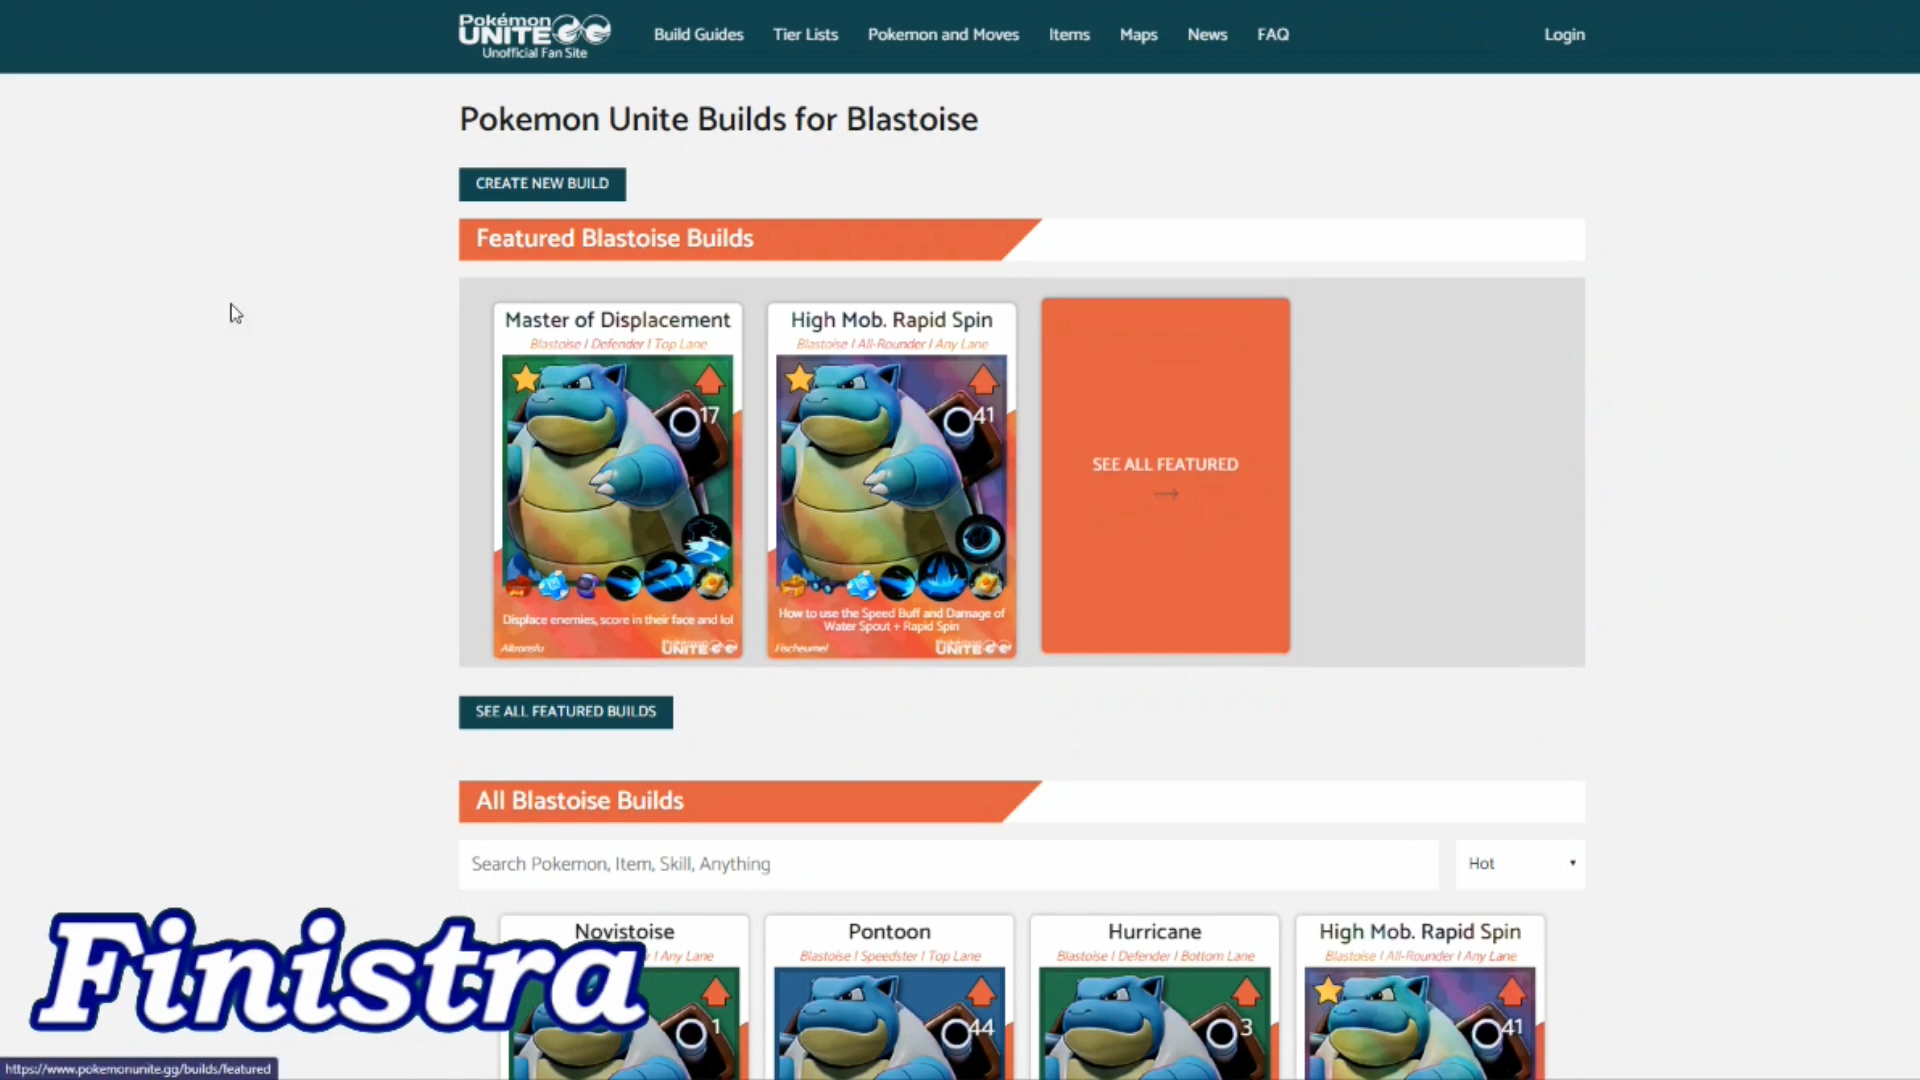 Pokémon
UNITE
Unofficial Fan Site
Build Guides
Tier Lists
Pokemon and Moves
Items
Maps
News
FAQ
Login
Pokemon Unite Builds for Blastoise
CREATE NEW BUILD
Featured Blastoise Builds
Master of Displacement
Blastoise | Defender | Top Lane
17
Displace enemies, score in their face and lol
Pokémon
UNITE
High Mob. Rapid Spin
Blastoise | All-Rounder | Any Lane
41
How to use the Speed Buff and Damage of
Water Spout + Rapid Spin
Fischeumel
Pokémon
UNITE
SEE ALL FEATURED
→
SEE ALL FEATURED BUILDS
All Blastoise Builds
Search Pokemon, Item, Skill, Anything
Hot
Novistoise
| Any Lane
1
Pontoon
Blastoise | Speedster | Top Lane
44
Hurricane
Blastoise | Defender | Bottom Lane
3
High Mob. Rapid Spin
Blastoise | All-Rounder | Any Lane
41
Finistra
https://www.pokemonunite.gg/builds/featured